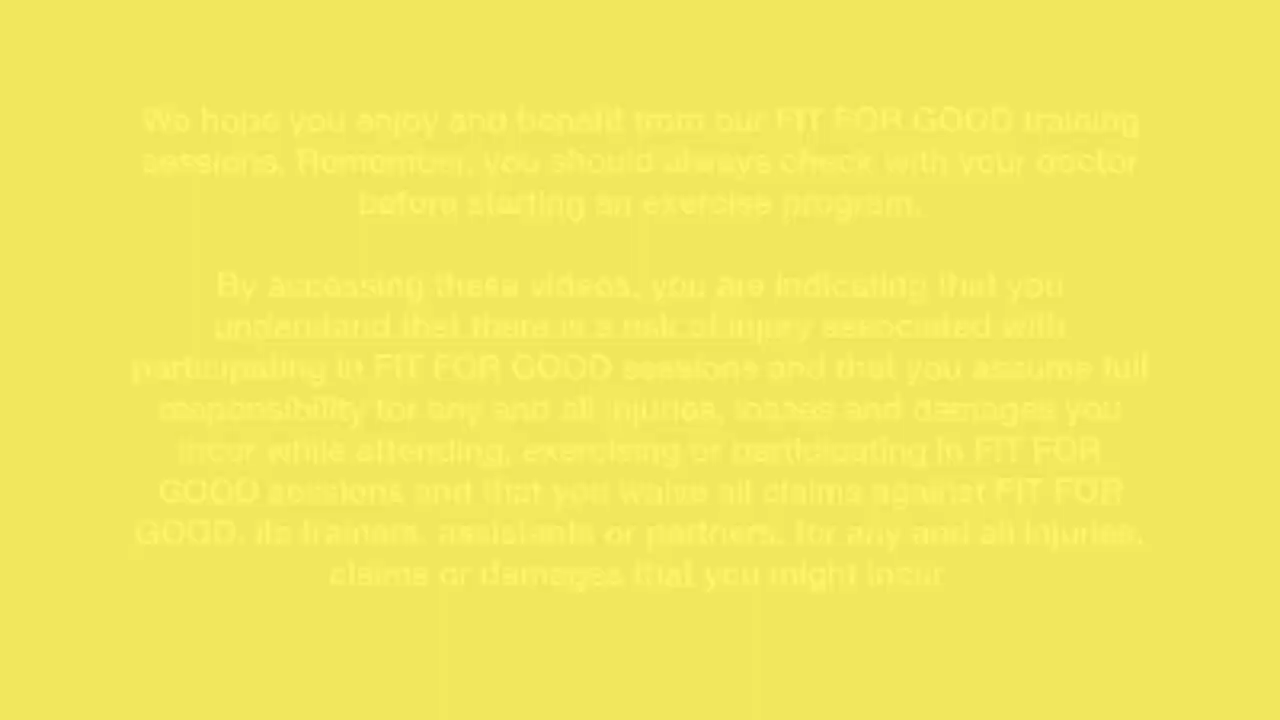 We hope you enjoy and benefit from our FIT FOR GOOD training
sessions. Remember, you should always check with your doctor
before starting an exercise program.
By accessing these videos, you are indicating that you
understand that there is a risk of injury associated with
participating in FIT FOR GOOD sessions and that you assume full
responsibility for any and all injuries, losses and damages you
incur while attending, exercising or participating in FIT FOR
GOOD sessions and that you waive all claims against FIT FOR
GOOD, its trainers, assistants or partners, for any and all injuries,
claims or damages that you might incur